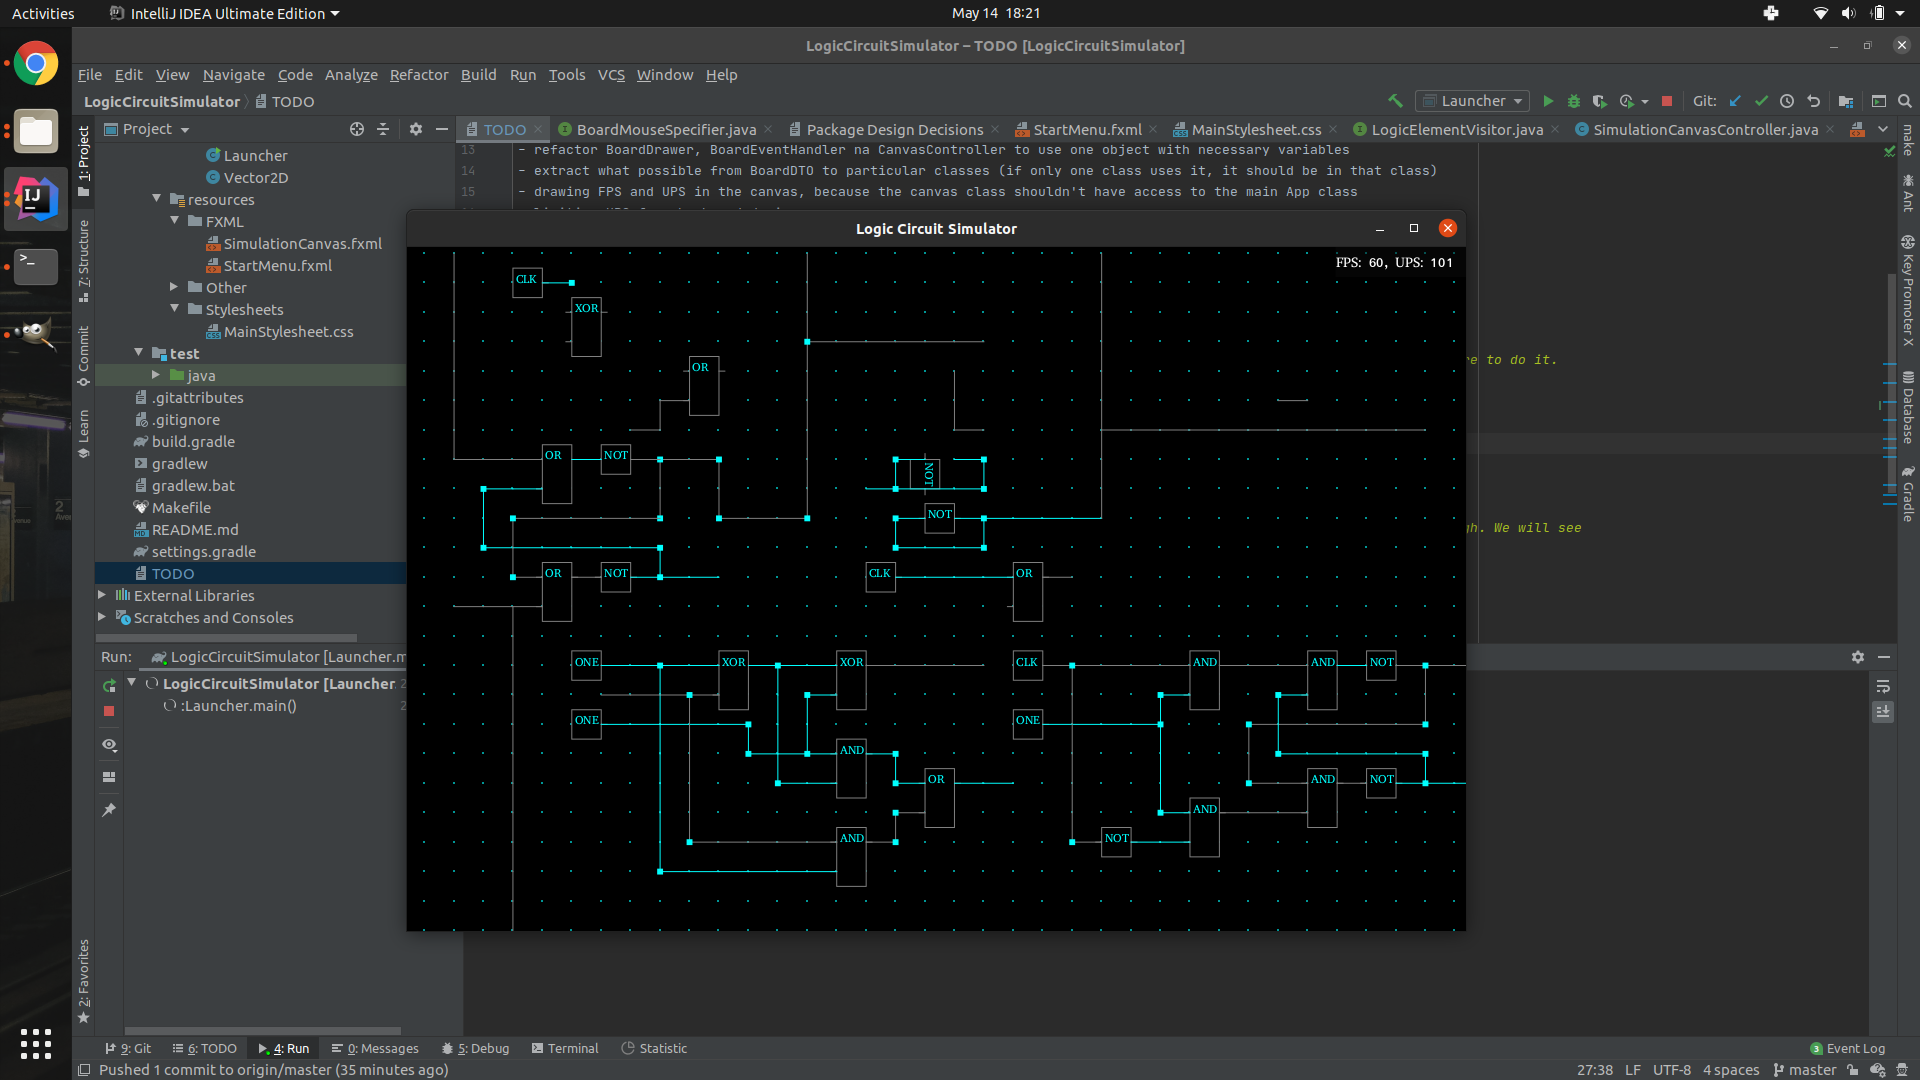 Activities
IntelliJ IDEA Ultimate Edition
May 14 18:21
LogicCircuitSimulator – TODO [LogicCircuitSimulator]
File Edit View Navigate Code Analyze Refactor Build Run Tools VCS Window Help
LogicCircuitSimulator TODO
Launcher
Git:
1: Project
7: Structure
Commit
Learn
2: Favorites
Project
TODO
BoardMouseSpecifier.java
Package Design Decisions
StartMenu.fxml
MainStylesheet.css
LogicElementVisitor.java
SimulationCanvasController.java
Launcher
Vector2D
resources
FXML
SimulationCanvas.fxml
StartMenu.fxml
Other
Stylesheets
MainStylesheet.css
test
java
.gitattributes
.gitignore
build.gradle
gradlew
gradlew.bat
Makefile
README.md
settings.gradle
TODO
External Libraries
Scratches and Consoles
13 - refactor BoardDrawer, BoardEventHandler na CanvasController to use one object with necessary variables
14 - extract what possible from BoardDTO to particular classes (if only one class uses it, it should be in that class)
15 - drawing FPS and UPS in the canvas, because the canvas class shouldn't have access to the main App class
e to do it.
gh. We will see
make
Ant
Key Promoter X
Database
Gradle
Logic Circuit Simulator
FPS: 60, UPS: 101
CLK
XOR
OR
OR NOT
NOT
NOT
OR NOT
CLK OR
ONE XOR XOR
CLK AND AND NOT
ONE
ONE
AND
OR
AND NOT
AND
AND
NOT
Run: LogicCircuitSimulator [Launcher.m
LogicCircuitSimulator [Launcher. 2
:Launcher.main() 2
9: Git
6: TODO
4: Run
0: Messages
5: Debug
Terminal
Statistic
3 Event Log
Pushed 1 commit to origin/master (35 minutes ago)
27:38 LF UTF-8 4 spaces master